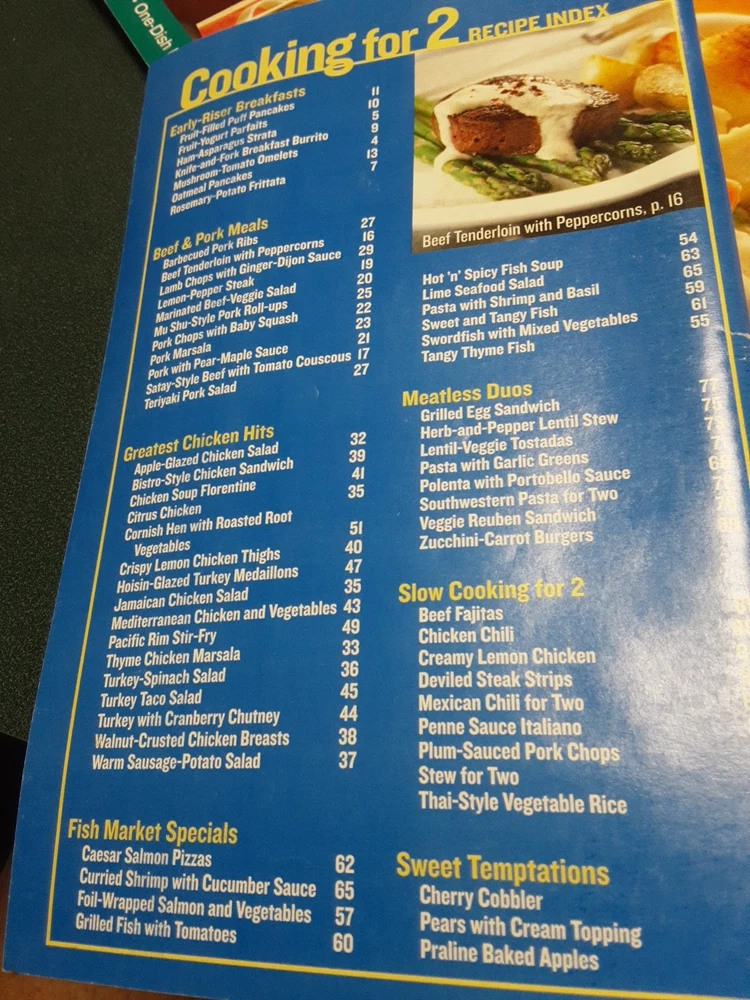 One-Dish
Cooking for 2 RECIPE INDEX
Early-Riser Breakfasts
Fruit-Filled Puff Pancakes 11
Fruit-Yogurt Parfaits 10
Ham-Asparagus Strata 5
Knife-and-Fork Breakfast Burrito 9
Mushroom-Tomato Omelets 4
Oatmeal Pancakes 13
Rosemary-Potato Frittata 7
Beef & Pork Meals
Barbecued Pork Ribs 27
Beef Tenderloin with Peppercorns 16
Lamb Chops with Ginger-Dijon Sauce 29
Lemon-Pepper Steak 19
Marinated Beef-Veggie Salad 20
Mu Shu-Style Pork Roll-ups 25
Pork Chops with Baby Squash 22
Pork Marsala 23
Pork with Pear-Maple Sauce 21
Satay-Style Beef with Tomato Couscous 17
Teriyaki Pork Salad 27
Greatest Chicken Hits
Apple-Glazed Chicken Salad 32
Bistro-Style Chicken Sandwich 39
Chicken Soup Florentine 41
Citrus Chicken 35
Cornish Hen with Roasted Root
Vegetables 51
Crispy Lemon Chicken Thighs 40
Hoisin-Glazed Turkey Medaillons 47
Jamaican Chicken Salad 35
Mediterranean Chicken and Vegetables 43
Pacific Rim Stir-Fry 49
Thyme Chicken Marsala 33
Turkey-Spinach Salad 36
Turkey Taco Salad 45
Turkey with Cranberry Chutney 44
Walnut-Crusted Chicken Breasts 38
Warm Sausage-Potato Salad 37
Fish Market Specials
Caesar Salmon Pizzas 62
Curried Shrimp with Cucumber Sauce 65
Foil-Wrapped Salmon and Vegetables 57
Grilled Fish with Tomatoes 60
Beef Tenderloin with Peppercorns, p. 16
Hot 'n' Spicy Fish Soup 54
Lime Seafood Salad 63
Pasta with Shrimp and Basil 65
Sweet and Tangy Fish 59
Swordfish with Mixed Vegetables 61
Tangy Thyme Fish 55
Meatless Duos
Grilled Egg Sandwich
Herb-and-Pepper Lentil Stew
Lentil-Veggie Tostadas
Pasta with Garlic Greens
Polenta with Portobello Sauce
Southwestern Pasta for Two
Veggie Reuben Sandwich
Zucchini-Carrot Burgers
Slow Cooking for 2
Beef Fajitas
Chicken Chili
Creamy Lemon Chicken
Deviled Steak Strips
Mexican Chili for Two
Penne Sauce Italiano
Plum-Sauced Pork Chops
Stew for Two
Thai-Style Vegetable Rice
Sweet Temptations
Cherry Cobbler
Pears with Cream Topping
Praline Baked Apples